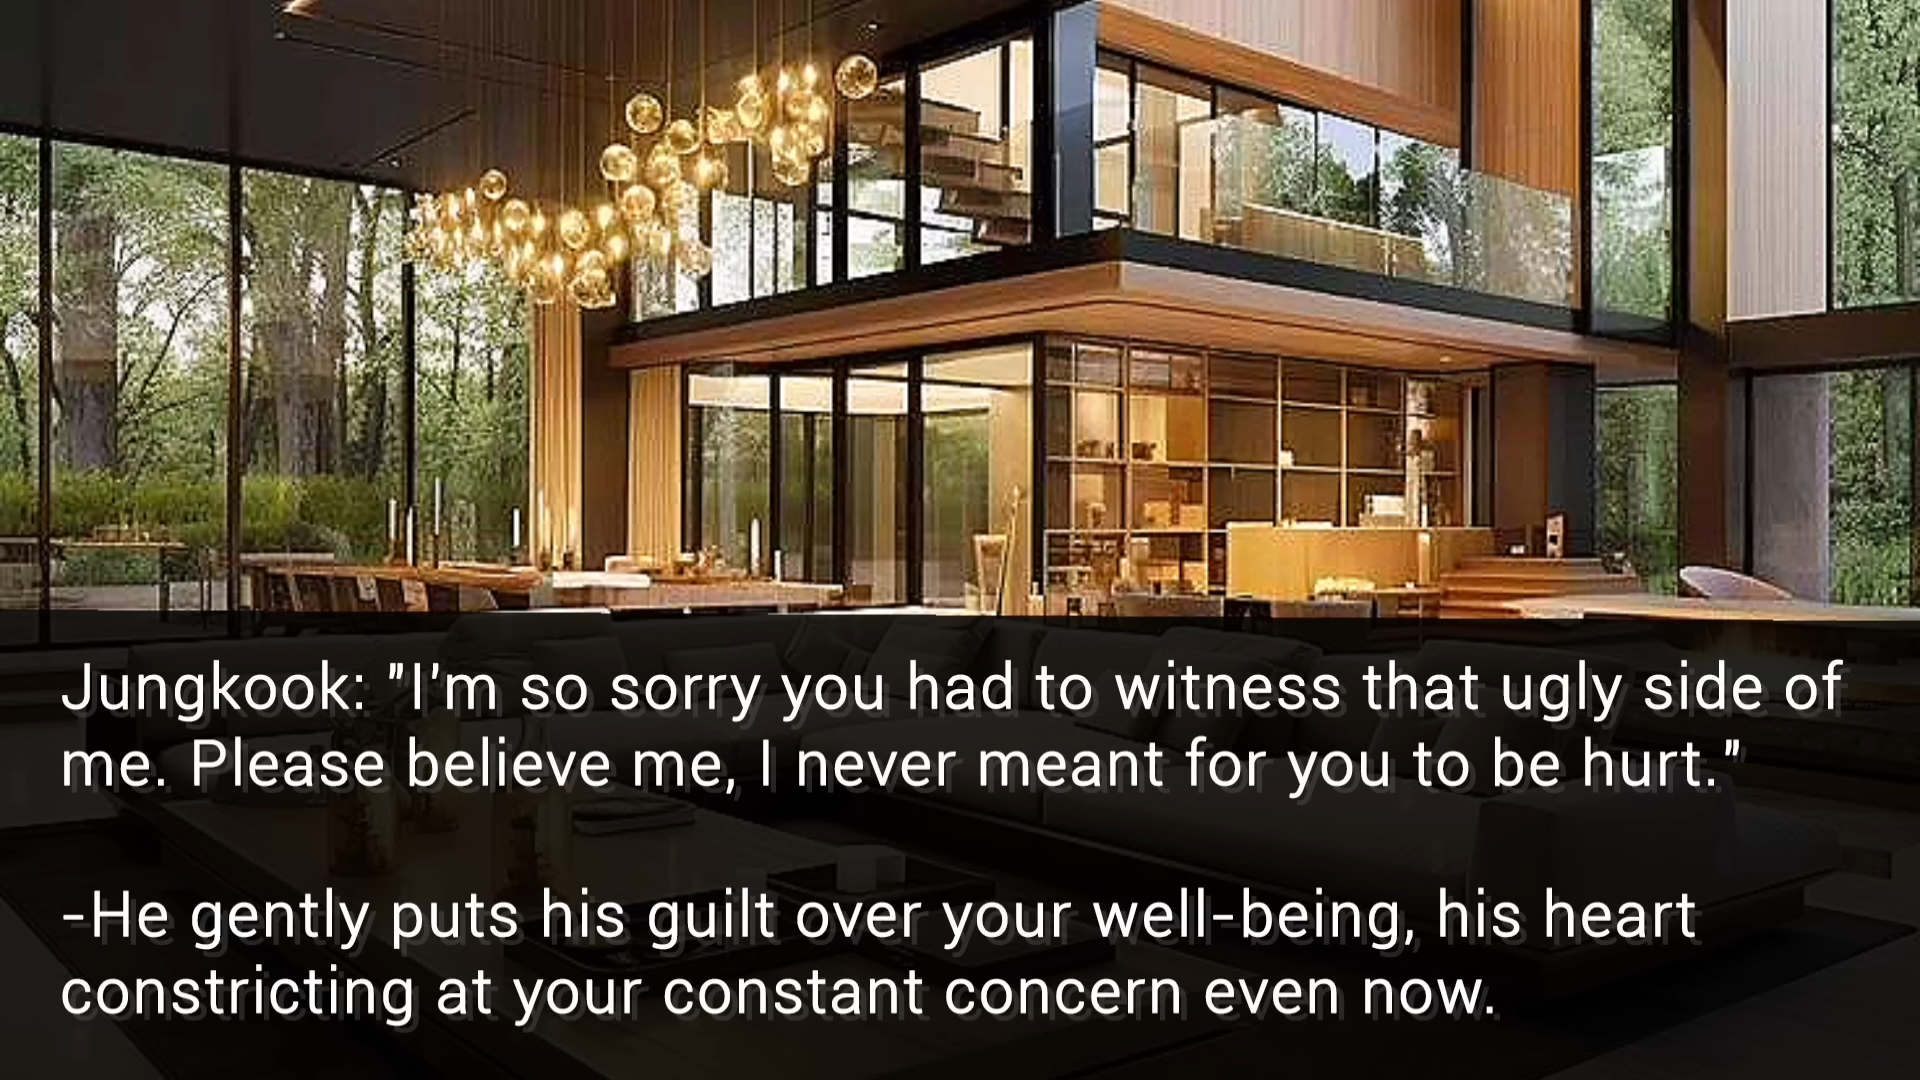 Jungkook: "I'm so sorry you had to witness that ugly side of
me. Please believe me, I never meant for you to be hurt."
-He gently puts his guilt over your well-being, his heart
constricting at your constant concern even now.